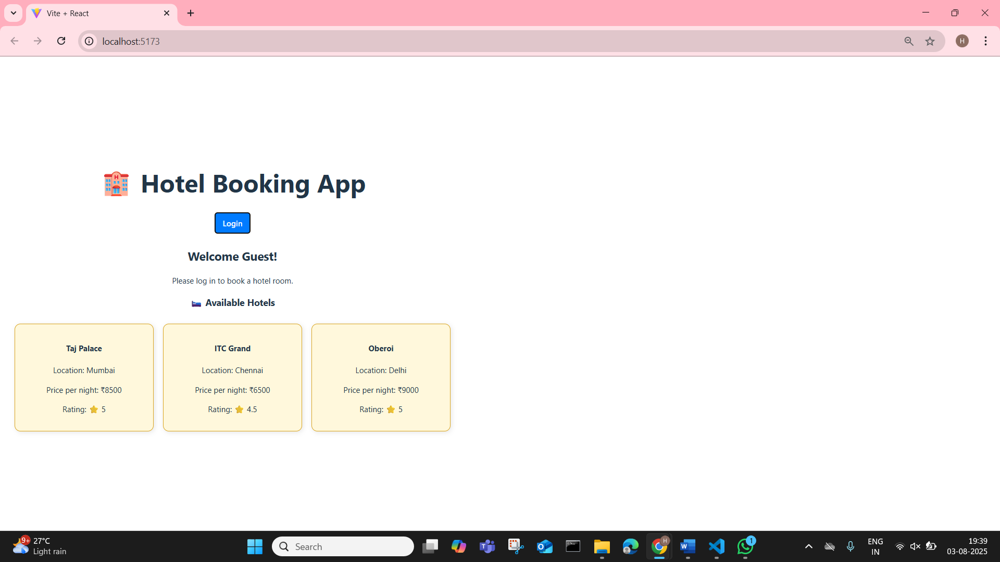 Vite + React
localhost:5173
H
H
Hotel Booking App
Login
Welcome Guest!
Please log in to book a hotel room.
Available Hotels
Taj Palace
Location: Mumbai
Price per night: ₹8500
Rating: ⭐ 5
ITC Grand
Location: Chennai
Price per night: ₹6500
Rating: ⭐ 4.5
Oberoi
Location: Delhi
Price per night: ₹9000
Rating: ⭐ 5
9+
27°C
Light rain
Search
H
1
ENG
IN
19:39
03-08-2025